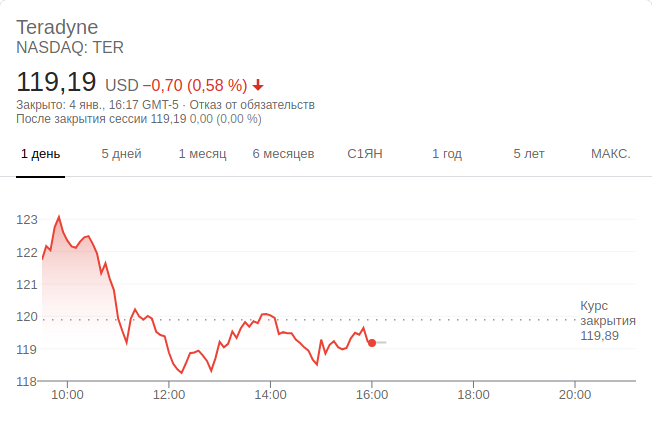 Teradyne
NASDAQ: TER
119,19 USD −0,70 (0,58 %)
Закрыто: 4 янв., 16:17 GMT-5 · Отказ от обязательств
После закрытия сессии 119,19 0,00 (0,00 %)
1 день 5 дней 1 месяц 6 месяцев С1ЯН 1 год 5 лет МАКС.
123
122
121
120
119
118
Курс
закрытия
119,89
10:00 12:00 14:00 16:00 18:00 20:00